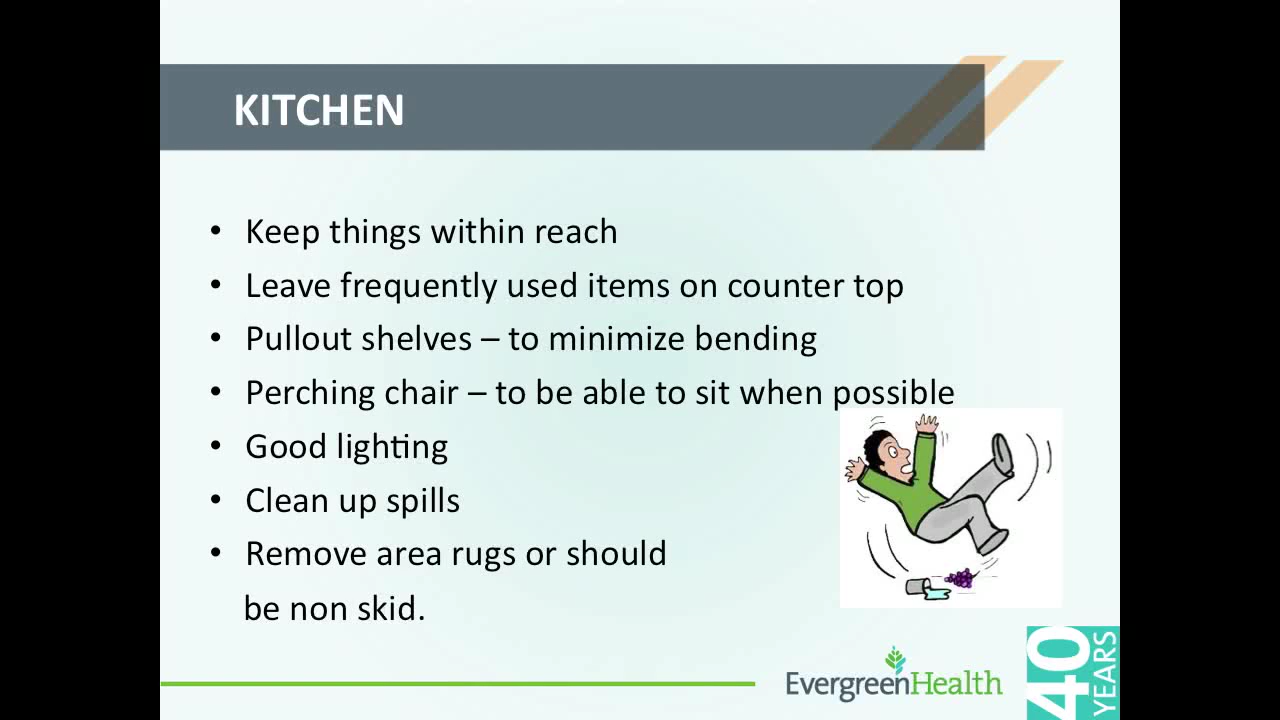 KITCHEN
• Keep things within reach
• Leave frequently used items on counter top
• Pullout shelves – to minimize bending
• Perching chair – to be able to sit when possible
• Good lighting
• Clean up spills
• Remove area rugs or should
be non skid.
EvergreenHealth
40
YEARS